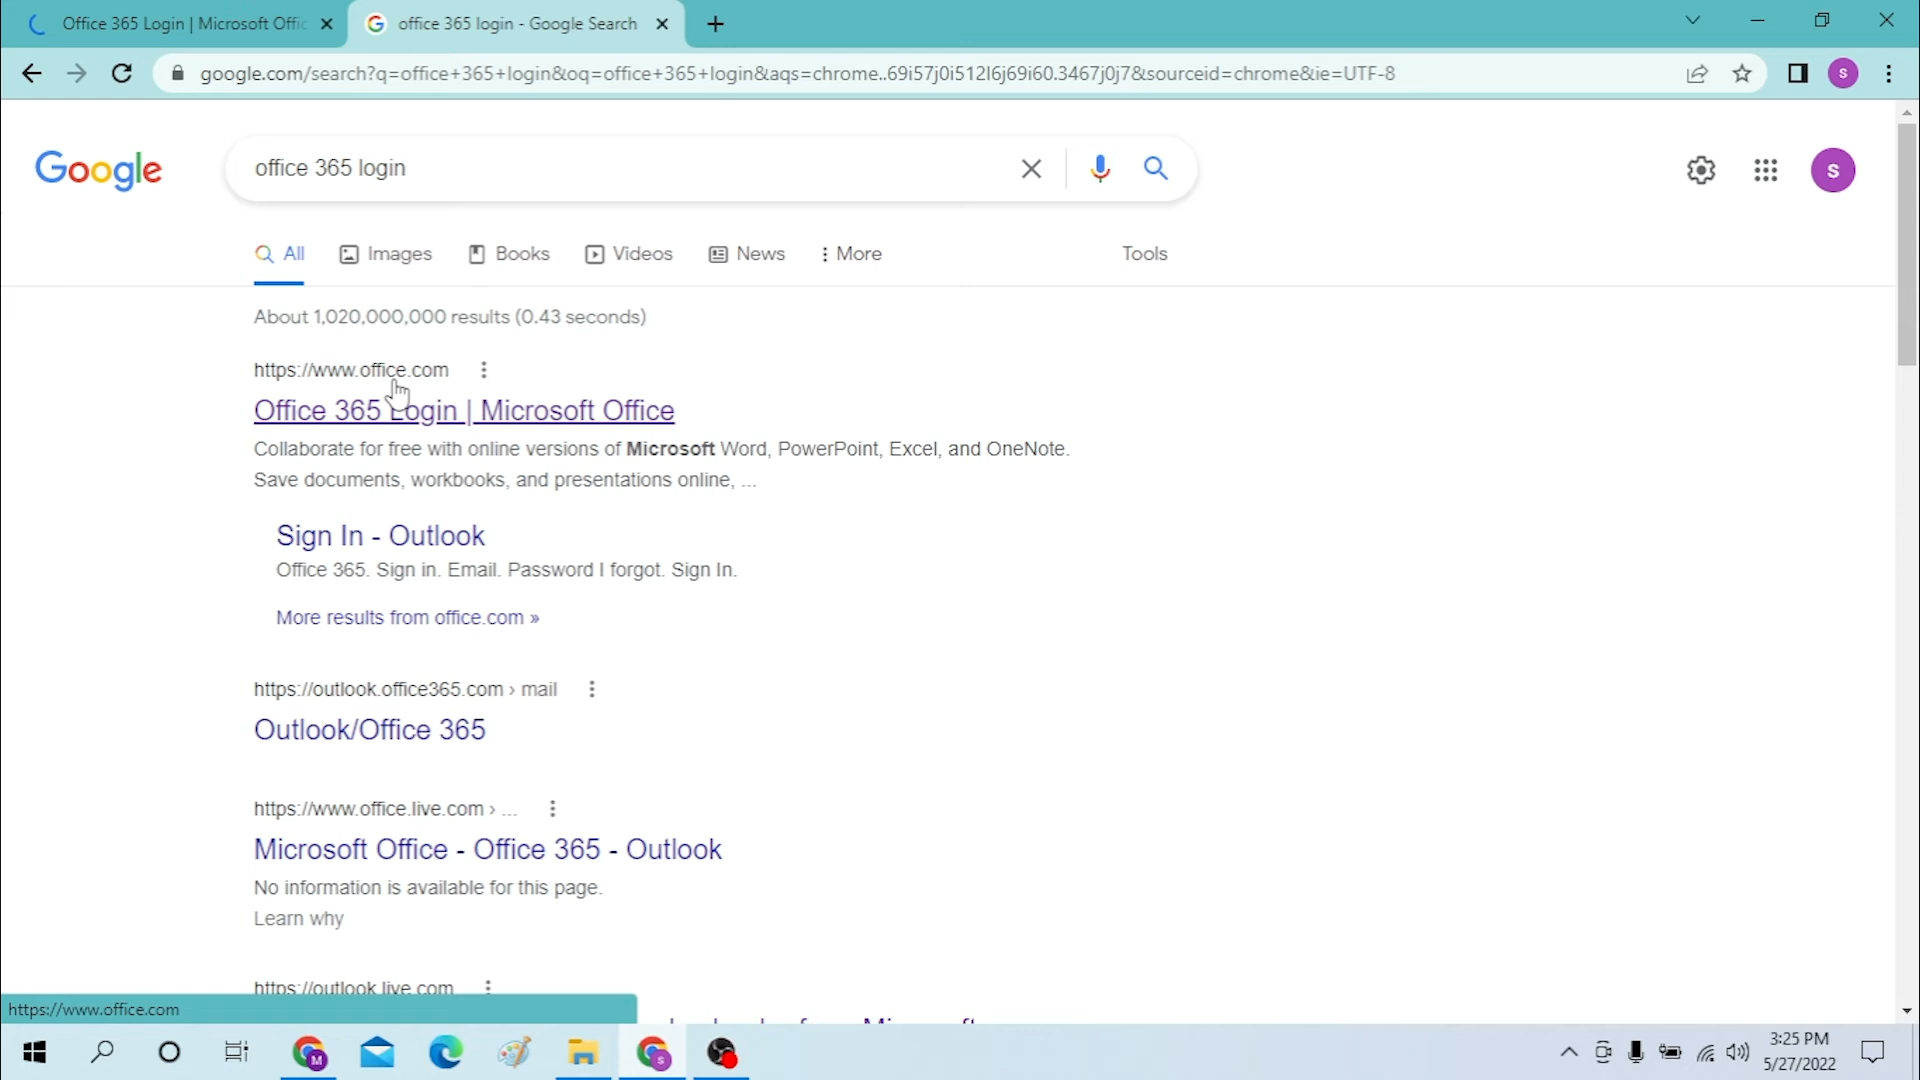 Office 365 Login | Microsoft Offic
office 365 login - Google Search
google.com/search?q=office+365+login&oq=office+365+login&aqs=chrome..69i57j0i512l6j69i60.3467j0j7&sourceid=chrome&ie=UTF-8
S
Google
office 365 login
S
All
Images
Books
Videos
News
More
Tools
About 1,020,000,000 results (0.43 seconds)
https://www.office.com
Office 365 Login | Microsoft Office
Collaborate for free with online versions of Microsoft Word, PowerPoint, Excel, and OneNote.
Save documents, workbooks, and presentations online, ...
Sign In - Outlook
Office 365. Sign in. Email. Password I forgot. Sign In.
More results from office.com »
https://outlook.office365.com › mail
Outlook/Office 365
https://www.office.live.com › ...
Microsoft Office - Office 365 - Outlook
No information is available for this page.
Learn why
https://outlook.live.com
https://www.office.com
M
S
3:25 PM
5/27/2022